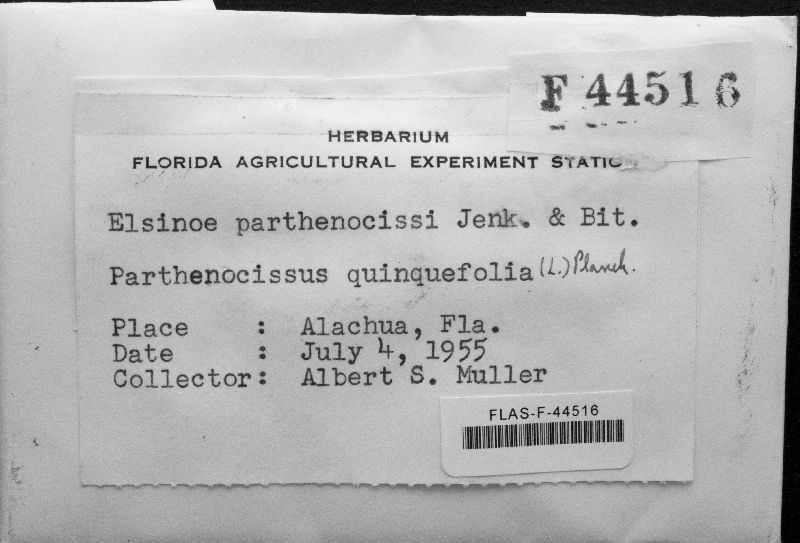 F 44516
HERBARIUM
FLORIDA AGRICULTURAL EXPERIMENT STATIO
Elsinoe parthenocissi Jenk. & Bit.
Parthenocissus quinquefolia (L.) Planch.
Place : Alachua, Fla.
Date : July 4, 1955
Collector: Albert S. Muller
FLAS-F-44516